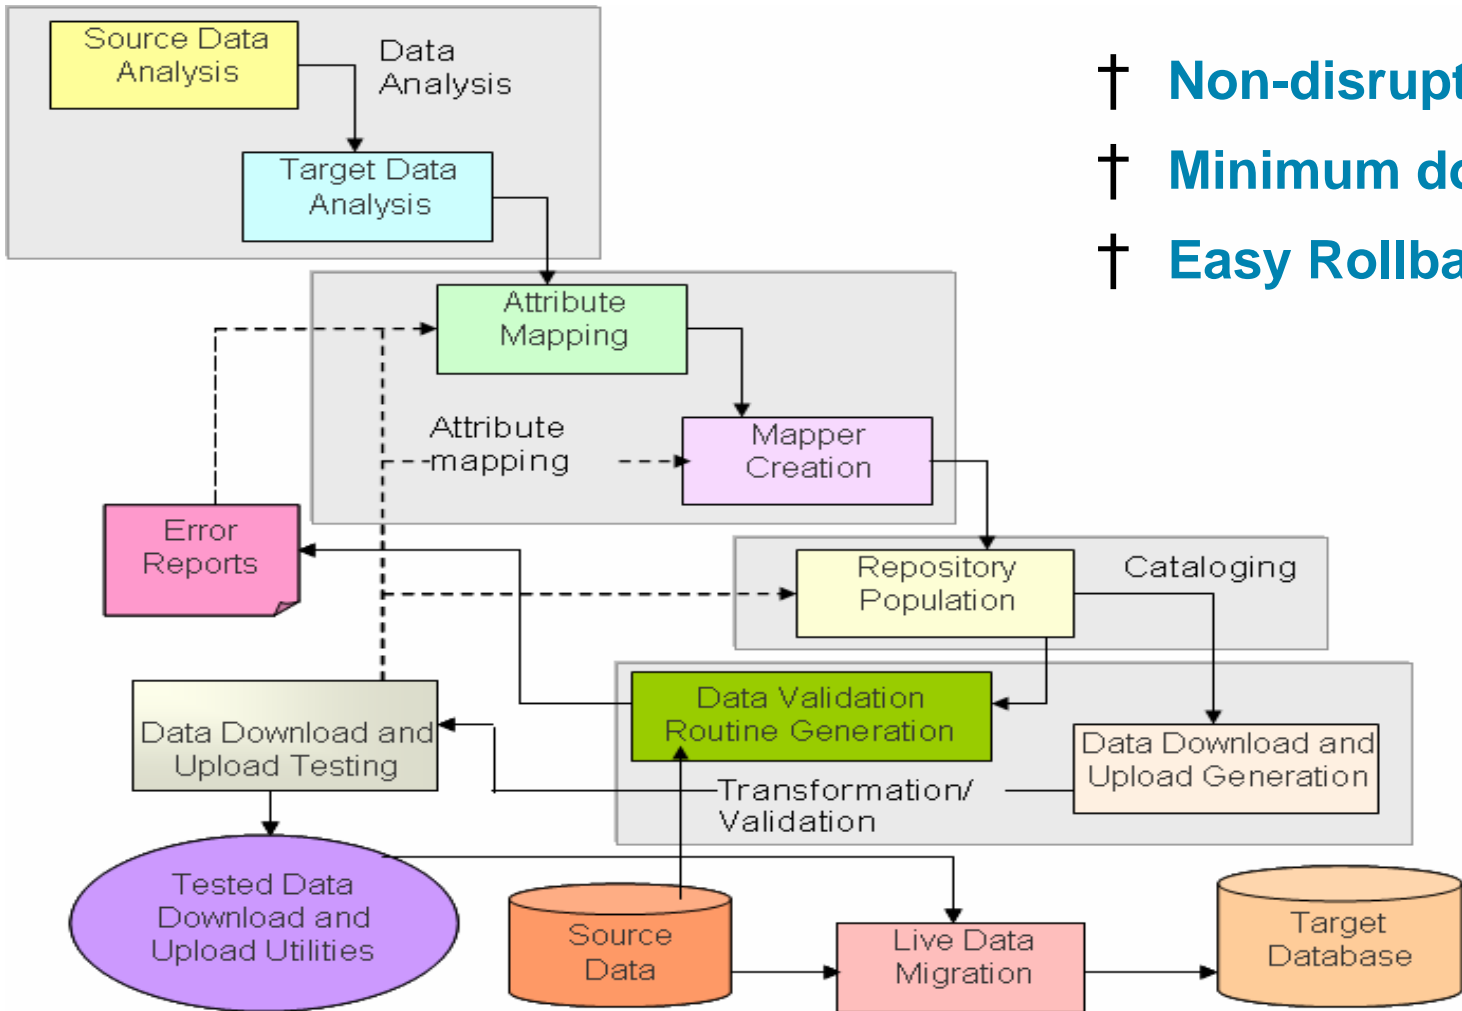 Source Data
Analysis
Data
Analysis
Target Data
Analysis
† Non-disrupt
† Minimum do
† Easy Rollba
Attribute
Mapping
Attribute
mapping
Mapper
Creation
Error
Reports
Repository
Population
Cataloging
Data Validation
Routine Generation
Data Download and
Upload Testing
Data Download and
Upload Generation
Transformation/
Validation
Tested Data
Download and
Upload Utilities
Source
Data
Live Data
Migration
Target
Database